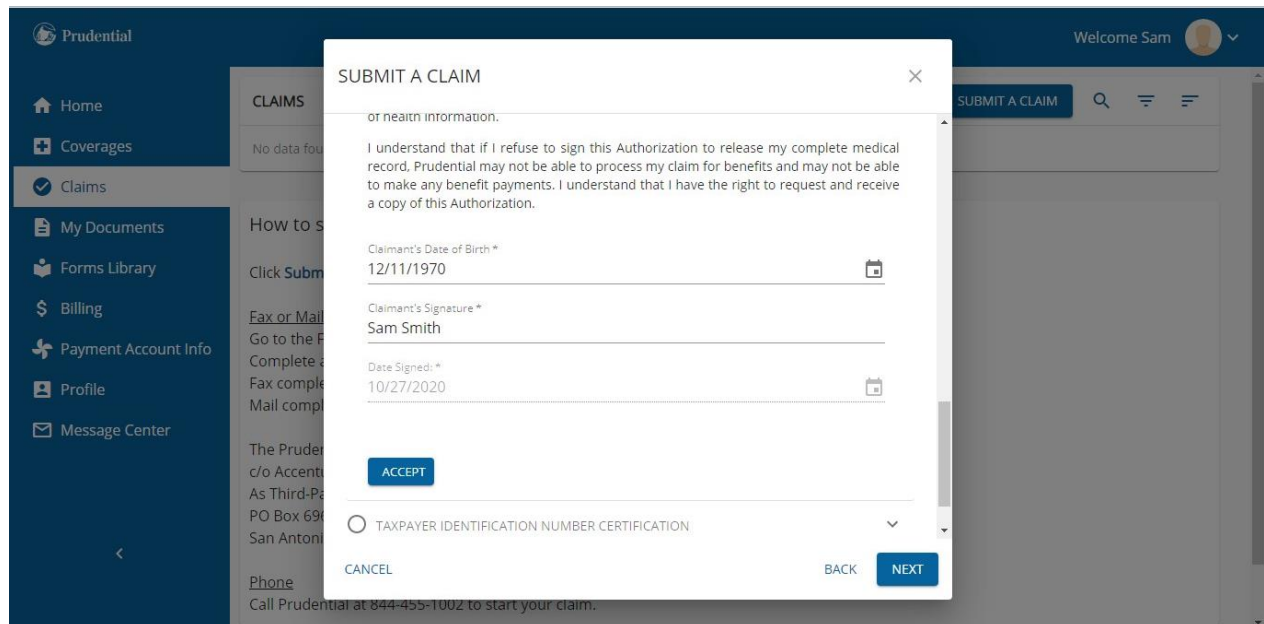 Prudential
Welcome Sam
Home
Coverages
Claims
My Documents
Forms Library
Billing
Payment Account Info
Profile
Message Center
CLAIMS
SUBMIT A CLAIM
No data fou
How to s
Click Subm
Fax or Mail
Go to the F
Complete a
Fax comple
Mail compl
The Pruden
c/o Accentu
As Third-Pa
PO Box 696
San Antoni
Phone
Call Prudential at 844-455-1002 to start your claim.
SUBMIT A CLAIM
of health information.
I understand that if I refuse to sign this Authorization to release my complete medical
record, Prudential may not be able to process my claim for benefits and may not be able
to make any benefit payments. I understand that I have the right to request and receive
a copy of this Authorization.
Claimant's Date of Birth *
12/11/1970
Claimant's Signature *
Sam Smith
Date Signed: *
10/27/2020
ACCEPT
TAXPAYER IDENTIFICATION NUMBER CERTIFICATION
CANCEL
BACK
NEXT